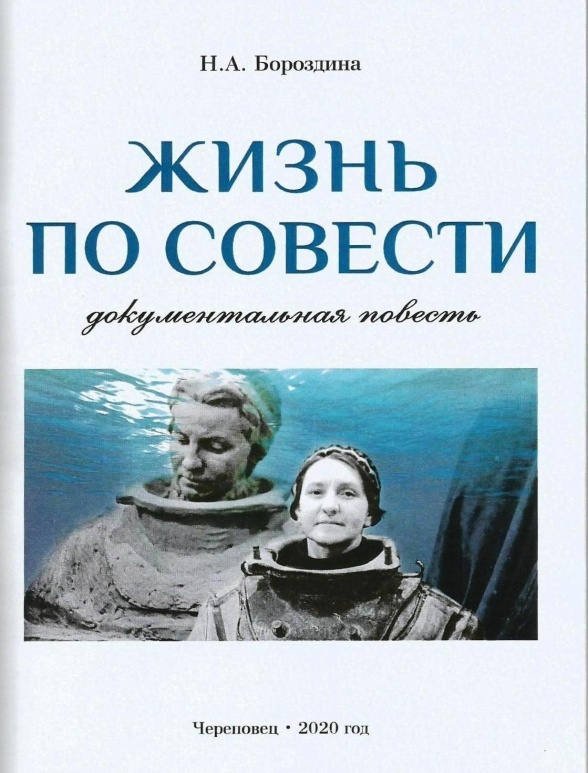 Н.А. Бороздина
ЖИЗНЬ
ПО СОВЕСТИ
документальная повесть
Череповец • 2020 год